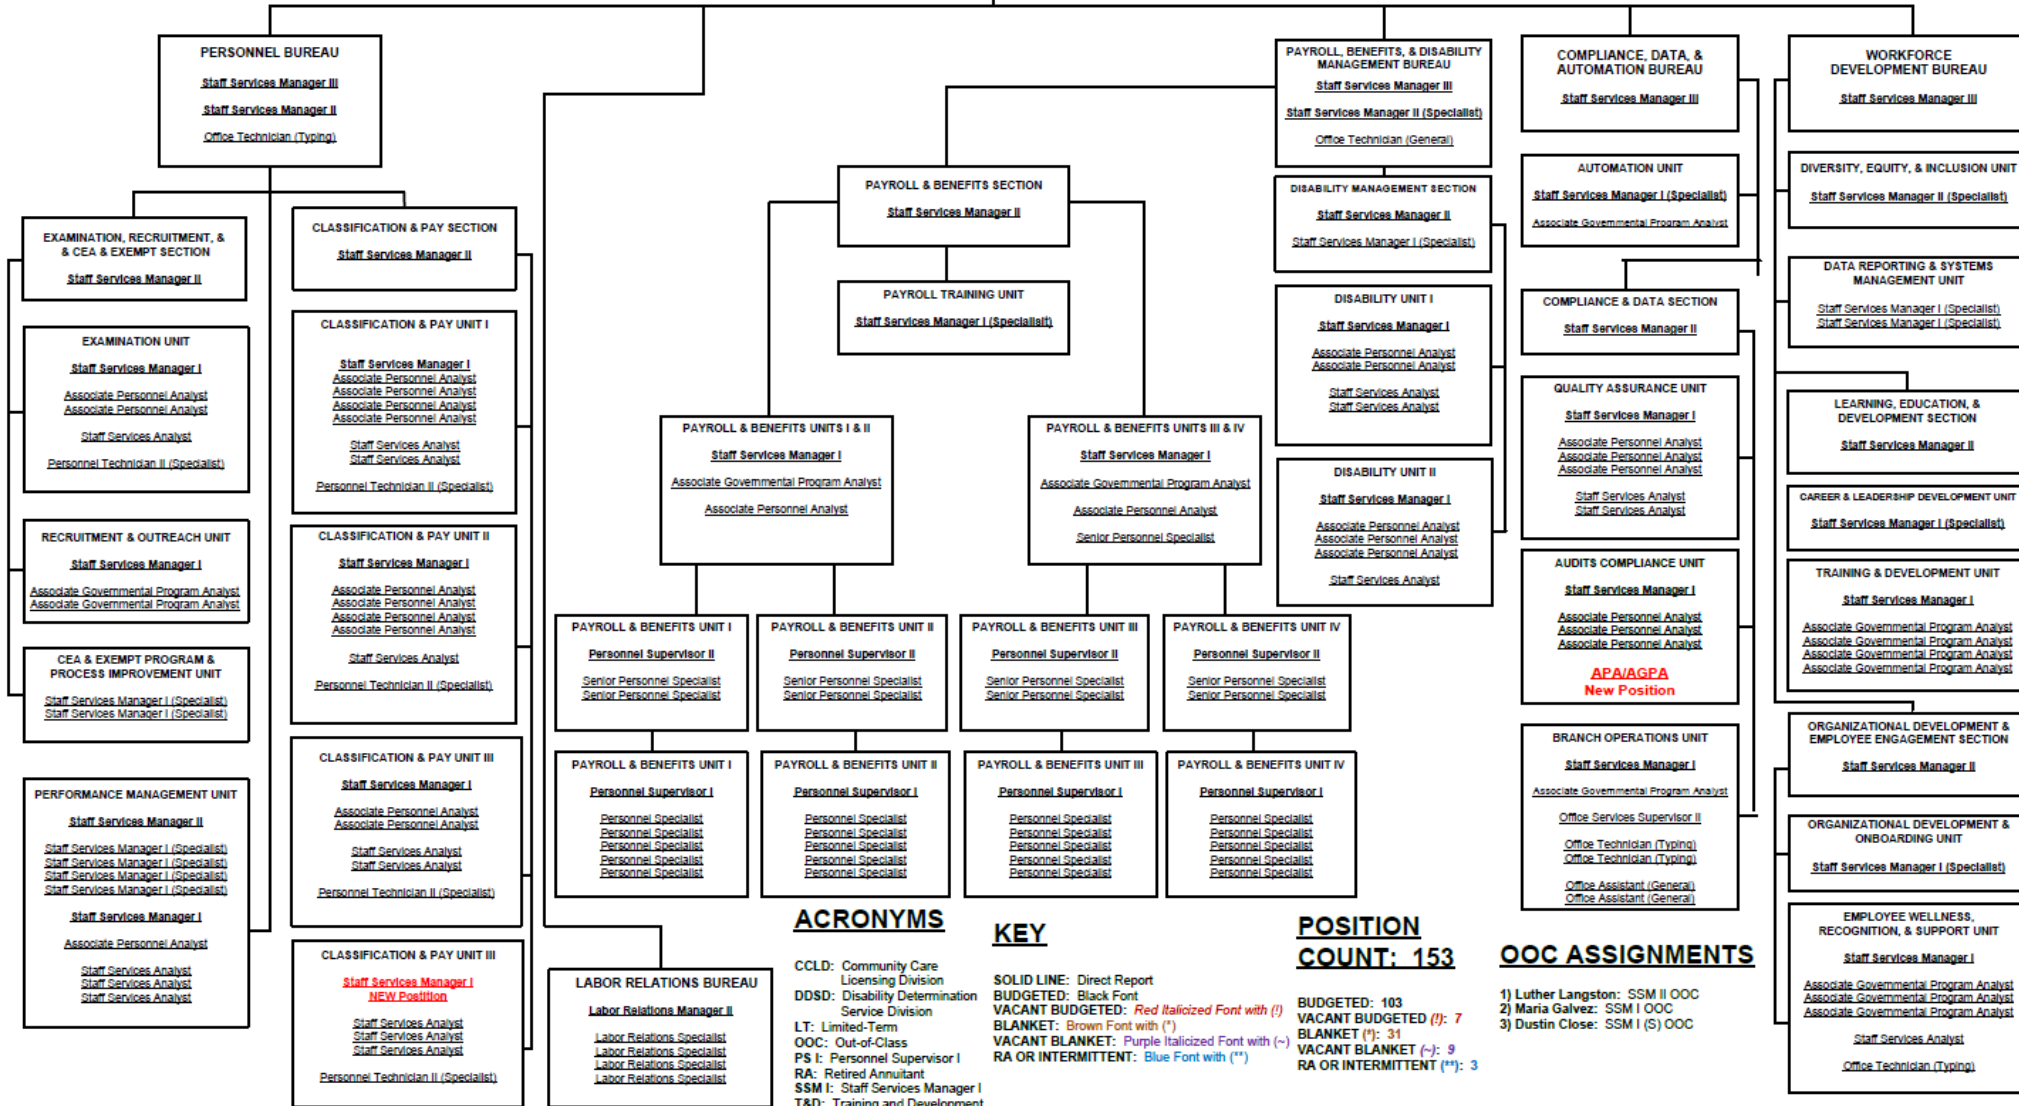 PERSONNEL BUREAU
Staff Services Manager III
Staff Services Manager II
Office Technician (Typing)
EXAMINATION, RECRUITMENT, &
& CEA & EXEMPT SECTION
Staff Services Manager II
EXAMINATION UNIT
Staff Services Manager I
Associate Personnel Analyst
Associate Personnel Analyst
Staff Services Analyst
Personnel Technician II (Specialist)
RECRUITMENT & OUTREACH UNIT
Staff Services Manager I
Associate Governmental Program Analyst
Associate Governmental Program Analyst
CEA & EXEMPT PROGRAM &
PROCESS IMPROVEMENT UNIT
Staff Services Manager I (Specialist)
Staff Services Manager I (Specialist)
PERFORMANCE MANAGEMENT UNIT
Staff Services Manager II
Staff Services Manager I (Specialist)
Staff Services Manager I (Specialist)
Staff Services Manager I (Specialist)
Staff Services Manager I (Specialist)
Staff Services Manager I
Associate Personnel Analyst
Staff Services Analyst
Staff Services Analyst
Staff Services Analyst
CLASSIFICATION & PAY SECTION
Staff Services Manager II
CLASSIFICATION & PAY UNIT I
Staff Services Manager I
Associate Personnel Analyst
Associate Personnel Analyst
Associate Personnel Analyst
Associate Personnel Analyst
Staff Services Analyst
Staff Services Analyst
Personnel Technician II (Specialist)
CLASSIFICATION & PAY UNIT II
Staff Services Manager I
Associate Personnel Analyst
Associate Personnel Analyst
Associate Personnel Analyst
Associate Personnel Analyst
Staff Services Analyst
Personnel Technician II (Specialist)
CLASSIFICATION & PAY UNIT III
Staff Services Manager I
Associate Personnel Analyst
Associate Personnel Analyst
Staff Services Analyst
Staff Services Analyst
Personnel Technician II (Specialist)
CLASSIFICATION & PAY UNIT III
Staff Services Manager I
NEW Postition
Staff Services Analyst
Staff Services Analyst
Staff Services Analyst
Personnel Technician II (Specialist)
LABOR RELATIONS BUREAU
Labor Relations Manager II
Labor Relations Specialist
Labor Relations Specialist
Labor Relations Specialist
Labor Relations Specialist
PAYROLL, BENEFITS, & DISABILITY
MANAGEMENT BUREAU
Staff Services Manager III
Staff Services Manager II (Specialist)
Office Technician (General)
PAYROLL & BENEFITS SECTION
Staff Services Manager II
PAYROLL TRAINING UNIT
Staff Services Manager I (Specialisit)
PAYROLL & BENEFITS UNITS I & II
Staff Services Manager I
Associate Governmental Program Analyst
Associate Personnel Analyst
PAYROLL & BENEFITS UNITS III & IV
Staff Services Manager I
Associate Governmental Program Analyst
Associate Personnel Analyst
Senior Personnel Specialist
PAYROLL & BENEFITS UNIT I
Personnel Supervisor II
Senior Personnel Specialist
Senior Personnel Specialist
PAYROLL & BENEFITS UNIT II
Personnel Supervisor II
Senior Personnel Specialist
Senior Personnel Specialist
PAYROLL & BENEFITS UNIT III
Personnel Supervisor II
Senior Personnel Specialist
Senior Personnel Specialist
PAYROLL & BENEFITS UNIT IV
Personnel Supervisor II
Senior Personnel Specialist
Senior Personnel Specialist
PAYROLL & BENEFITS UNIT I
Personnel Supervisor I
Personnel Specialist
Personnel Specialist
Personnel Specialist
Personnel Specialist
Personnel Specialist
PAYROLL & BENEFITS UNIT II
Personnel Supervisor I
Personnel Specialist
Personnel Specialist
Personnel Specialist
Personnel Specialist
Personnel Specialist
PAYROLL & BENEFITS UNIT III
Personnel Supervisor I
Personnel Specialist
Personnel Specialist
Personnel Specialist
Personnel Specialist
Personnel Specialist
PAYROLL & BENEFITS UNIT IV
Personnel Supervisor I
Personnel Specialist
Personnel Specialist
Personnel Specialist
Personnel Specialist
Personnel Specialist
DISABILITY MANAGEMENT SECTION
Staff Services Manager II
Staff Services Manager I (Specialist)
DISABILITY UNIT I
Staff Services Manager I
Associate Personnel Analyst
Associate Personnel Analyst
Staff Services Analyst
Staff Services Analyst
DISABILITY UNIT II
Staff Services Manager I
Associate Personnel Analyst
Associate Personnel Analyst
Associate Personnel Analyst
Staff Services Analyst
COMPLIANCE, DATA, &
AUTOMATION BUREAU
Staff Services Manager III
AUTOMATION UNIT
Staff Services Manager I (Specialist)
Associate Governmental Program Analyst
COMPLIANCE & DATA SECTION
Staff Services Manager II
QUALITY ASSURANCE UNIT
Staff Services Manager I
Associate Personnel Analyst
Associate Personnel Analyst
Associate Personnel Analyst
Staff Services Analyst
Staff Services Analyst
AUDITS COMPLIANCE UNIT
Staff Services Manager I
Associate Personnel Analyst
Associate Personnel Analyst
Associate Personnel Analyst
APA/AGPA
New Position
BRANCH OPERATIONS UNIT
Staff Services Manager I
Associate Governmental Program Analyst
Office Services Supervisor II
Office Technician (Typing)
Office Technician (Typing)
Office Assistant (General)
Office Assistant (General)
WORKFORCE
DEVELOPMENT BUREAU
Staff Services Manager III
DIVERSITY, EQUITY, & INCLUSION UNIT
Staff Services Manager II (Specialist)
DATA REPORTING & SYSTEMS
MANAGEMENT UNIT
Staff Services Manager I (Specialist)
Staff Services Manager I (Specialist)
LEARNING, EDUCATION, &
DEVELOPMENT SECTION
Staff Services Manager II
CAREER & LEADERSHIP DEVELOPMENT UNIT
Staff Services Manager I (Specialist)
TRAINING & DEVELOPMENT UNIT
Staff Services Manager I
Associate Governmental Program Analyst
Associate Governmental Program Analyst
Associate Governmental Program Analyst
Associate Governmental Program Analyst
ORGANIZATIONAL DEVELOPMENT &
EMPLOYEE ENGAGEMENT SECTION
Staff Services Manager II
ORGANIZATIONAL DEVELOPMENT &
ONBOARDING UNIT
Staff Services Manager I (Specialist)
EMPLOYEE WELLNESS,
RECOGNITION, & SUPPORT UNIT
Staff Services Manager I
Associate Governmental Program Analyst
Associate Governmental Program Analyst
Associate Governmental Program Analyst
Staff Services Analyst
Office Technician (Typing)
ACRONYMS
CCLD: Community Care
Licensing Division
DDSD: Disability Determination
Service Division
LT: Limited-Term
OOC: Out-of-Class
PS I: Personnel Supervisor I
RA: Retired Annuitant
SSM I: Staff Services Manager I
T&D: Training and Development
KEY
SOLID LINE: Direct Report
BUDGETED: Black Font
VACANT BUDGETED: Red Italicized Font with (!)
BLANKET: Brown Font with (*)
VACANT BLANKET: Purple Italicized Font with (~)
RA OR INTERMITTENT: Blue Font with (**)
POSITION
COUNT: 153
BUDGETED: 103
VACANT BUDGETED (!): 7
BLANKET (*): 31
VACANT BLANKET (~): 9
RA OR INTERMITTENT (**): 3
OOC ASSIGNMENTS
1) Luther Langston: SSM II OOC
2) Maria Galvez: SSM I OOC
3) Dustin Close: SSM I (S) OOC